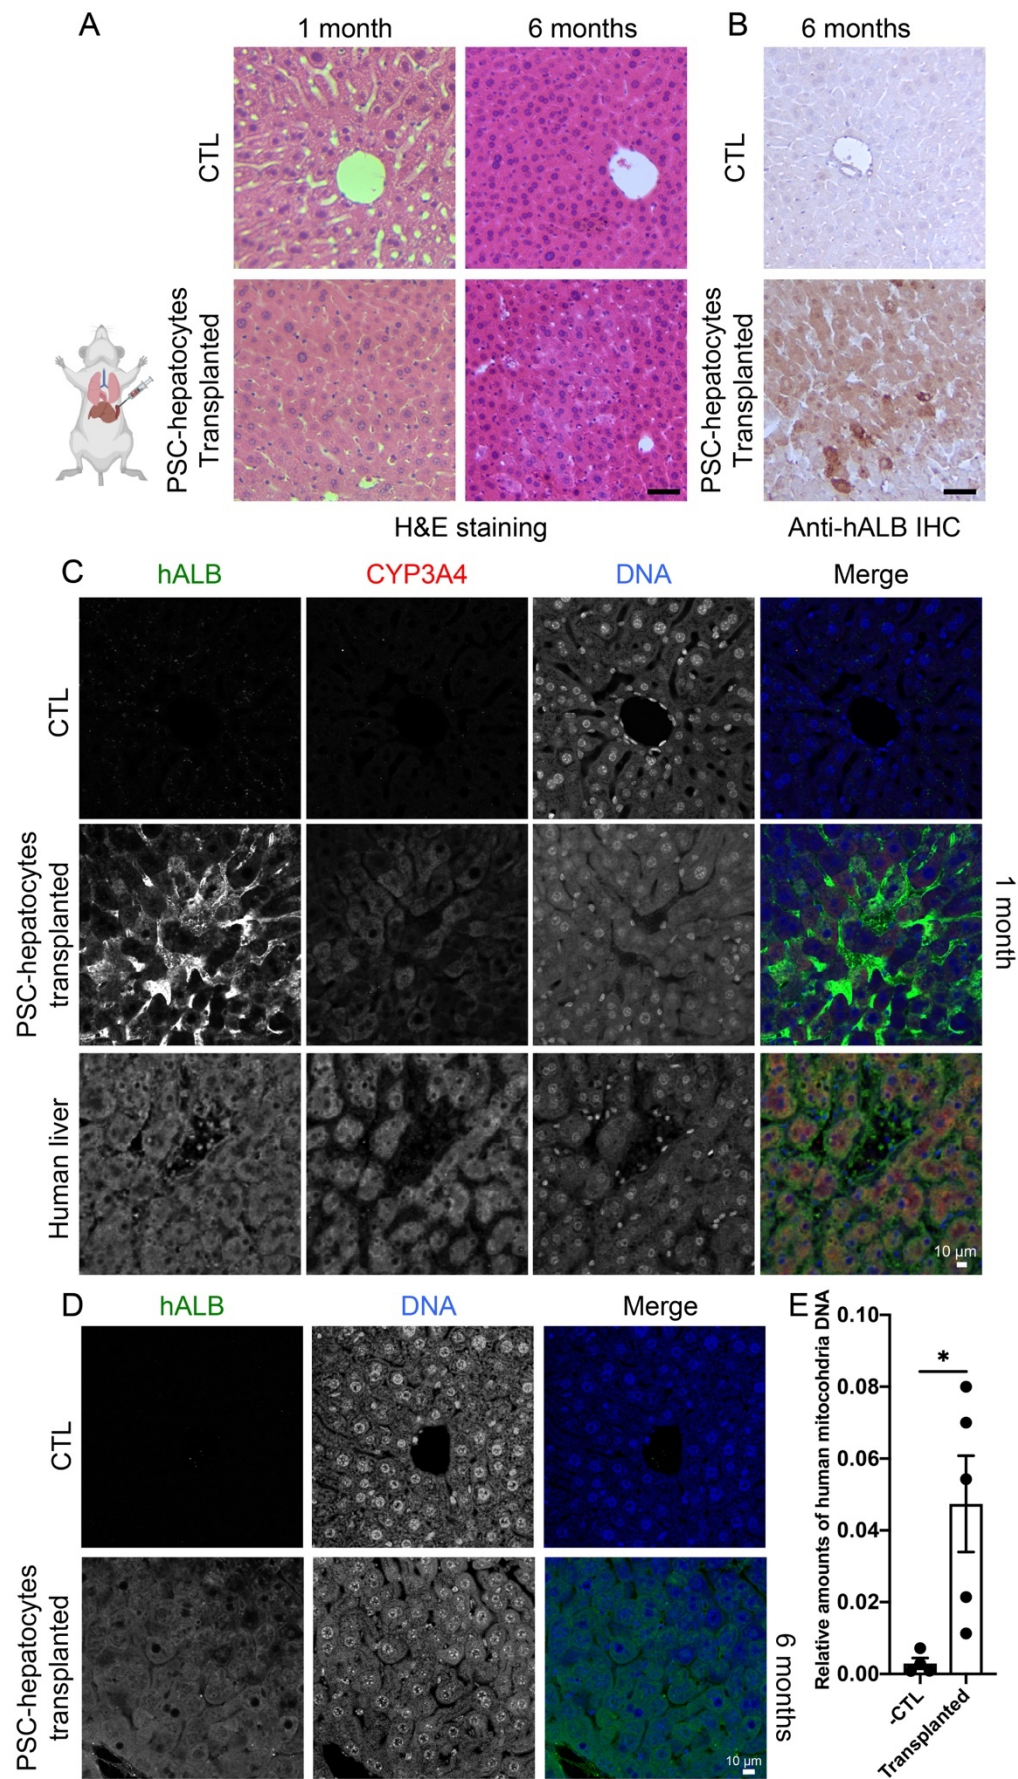 A
1 month
6 months
B
6 months
CTL
CTL
PSC-hepatocytes
Transplanted
PSC-hepatocytes
Transplanted
H&E staining
Anti-hALB IHC
C
hALB
CYP3A4
DNA
Merge
CTL
PSC-hepatocytes
transplanted
1 month
Human liver
10 µm
D
hALB
DNA
Merge
CTL
PSC-hepatocytes
transplanted
6 months
10 µm
E
Relative amounts of human mitocohdria DNA
0.10
0.08
0.06
0.04
0.02
0.00
*
-CTL
Transplanted